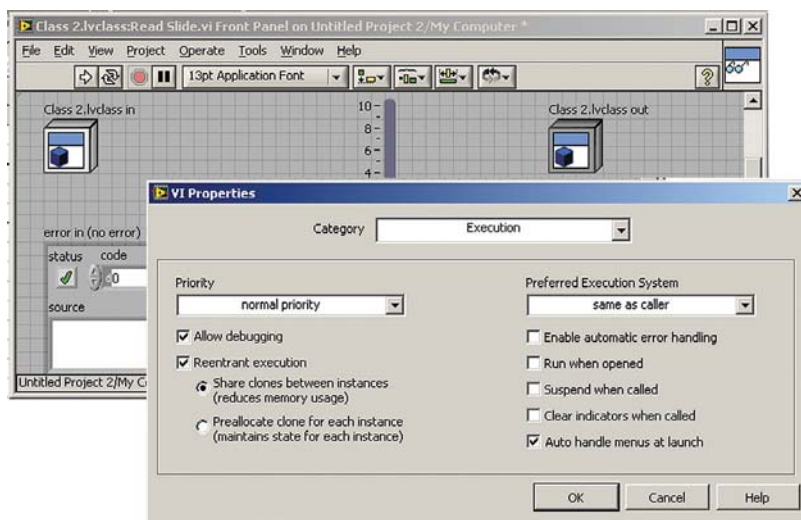 Class 2.lvclass:Read Slide.vi Front Panel on Untitled Project 2/My Computer *
File Edit View Project Operate Tools Window Help
13pt Application Font
Class 2.lvclass in
10
8
6
4
Class 2.lvclass out
error in (no error)
status code
0
source
Untitled Project 2/My C
VI Properties
Category Execution
Priority
normal priority
Allow debugging
Reentrant execution
Share clones between instances
(reduces memory usage)
Preallocate clone for each instance
(maintains state for each instance)
Preferred Execution System
same as caller
Enable automatic error handling
Run when opened
Suspend when called
Clear indicators when called
Auto handle menus at launch
OK Cancel Help